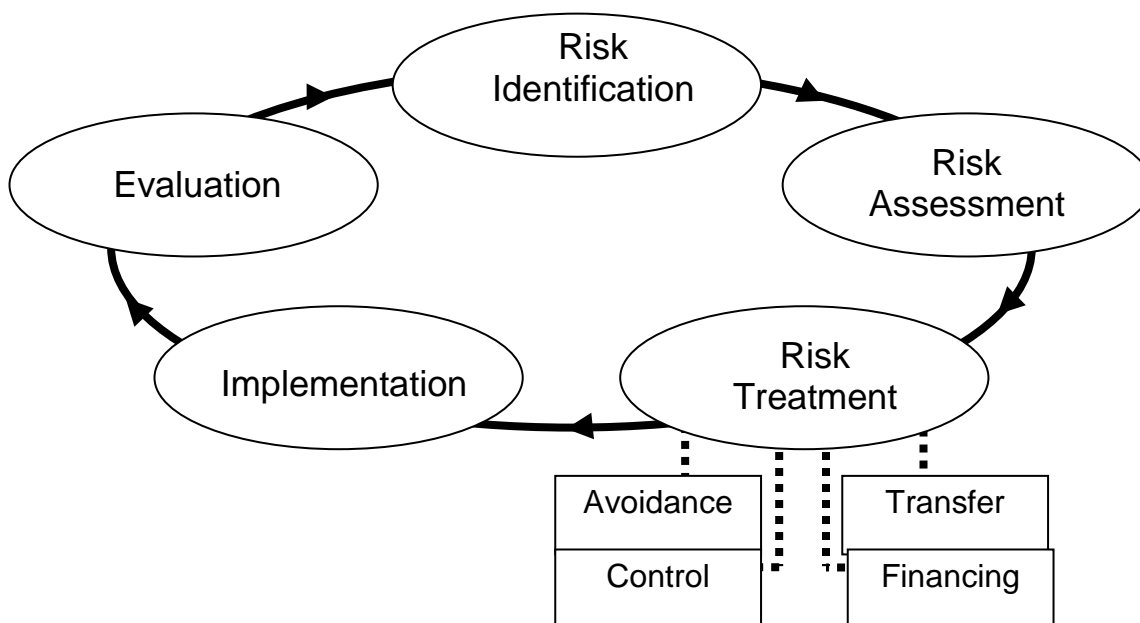 Risk
Identification
Evaluation
Risk
Assessment
Implementation
Risk
Treatment
Avoidance
Transfer
Control
Financing